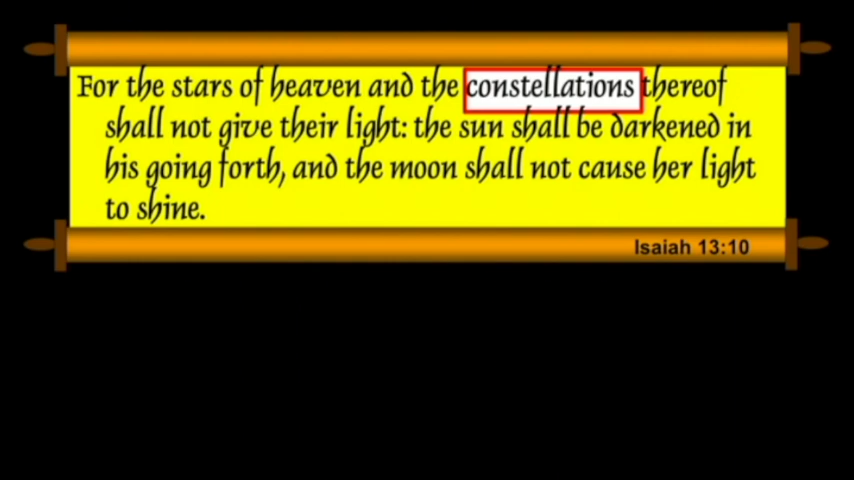 For the stars of heaven and the constellations thereof
shall not give their light: the sun shall be darkened in
his going forth, and the moon shall not cause her light
to shine.
Isaiah 13:10